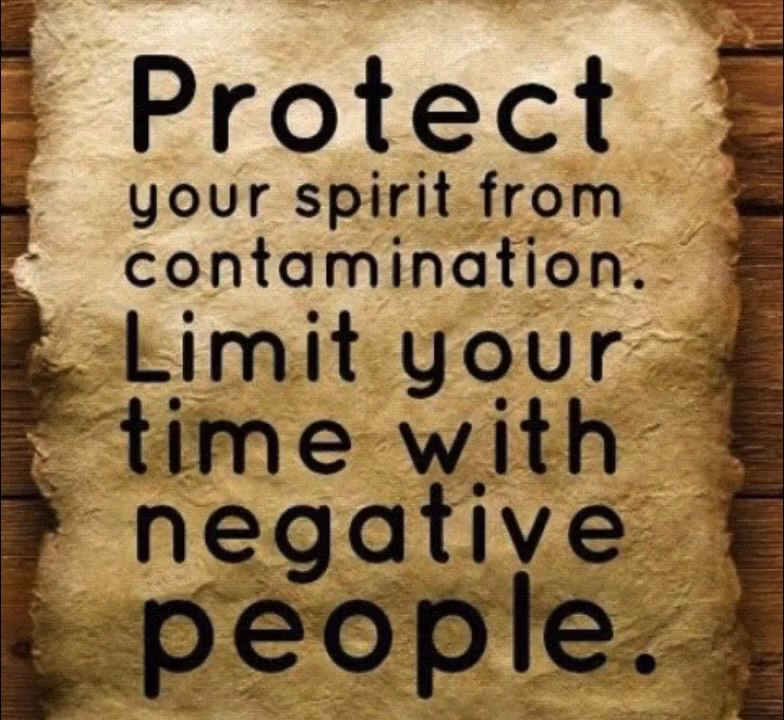 Protect
your spirit from
contamination.
Limit your
time with
negative
people.